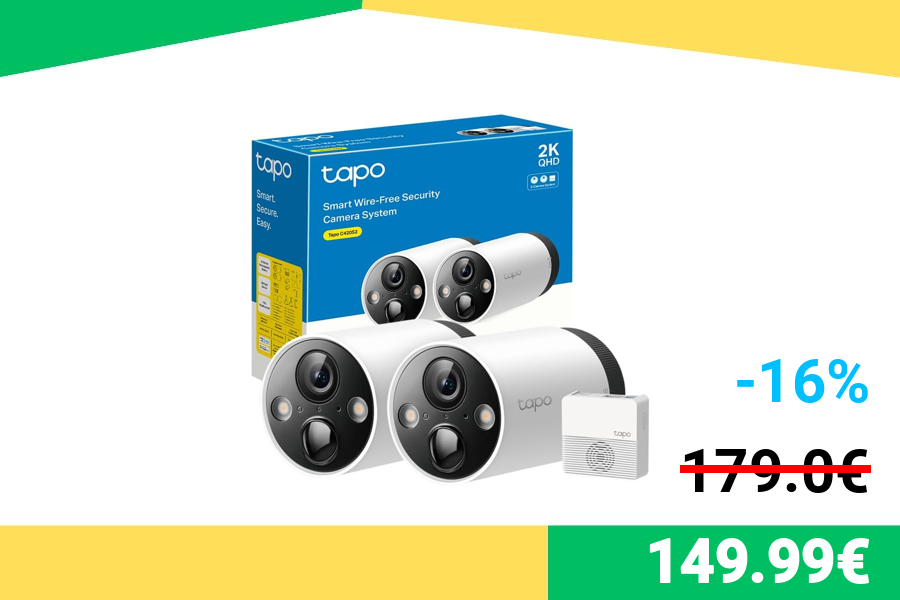 tapo
Smart.
Secure.
Easy.
tapo
Smart Wire-Free Security
Camera System
Tapo C420S2
2K
QHD
tapo
tapo
tapo
-16%
179.0€
149.99€